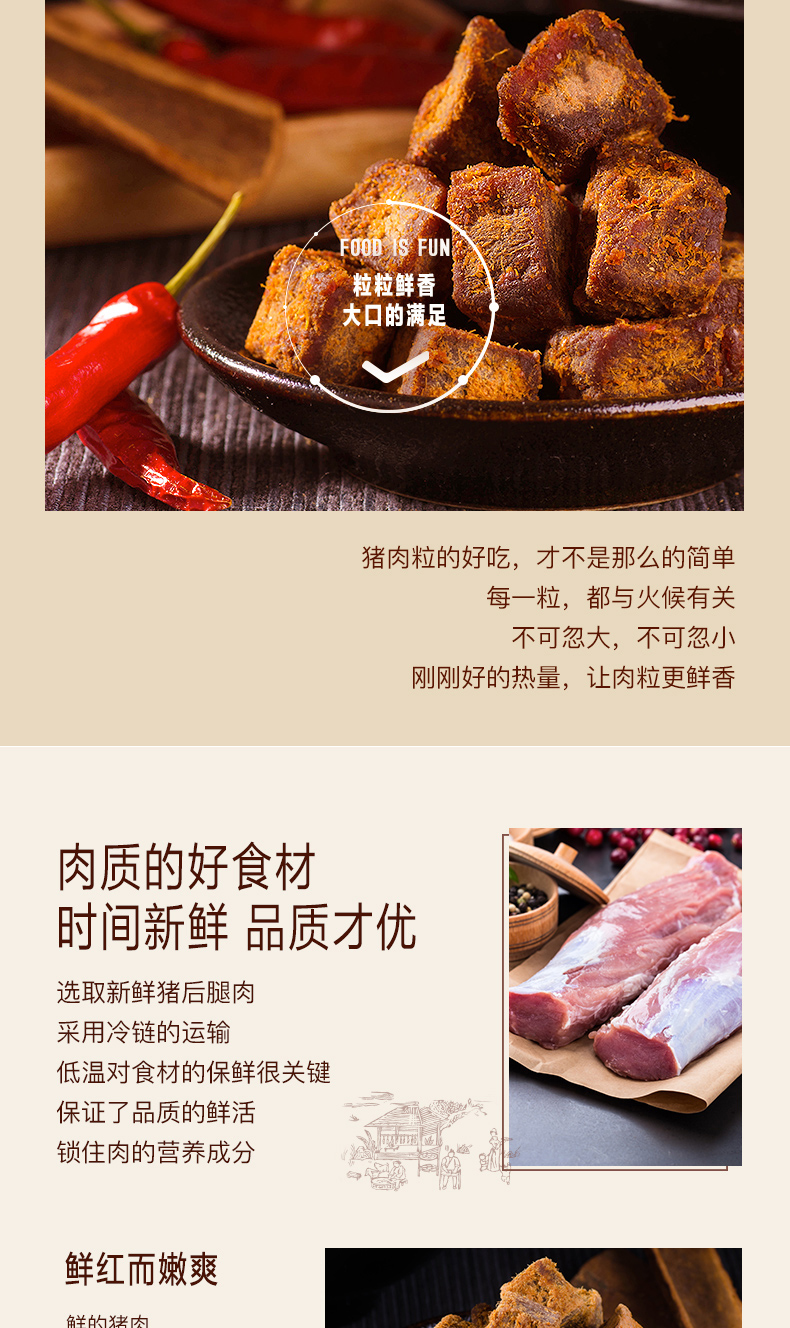 FOOD IS FUN
粒粒鲜香
大口的满足
猪肉粒的好吃，才不是那么的简单
每一粒，都与火候有关
不可忽大，不可忽小
刚刚好的热量，让肉粒更鲜香
肉质的好食材
时间新鲜 品质才优
选取新鲜猪后腿肉
采用冷链的运输
低温对食材的保鲜很关键
保证了品质的鲜活
锁住肉的营养成分
鲜红而嫩爽
鲜的猪肉